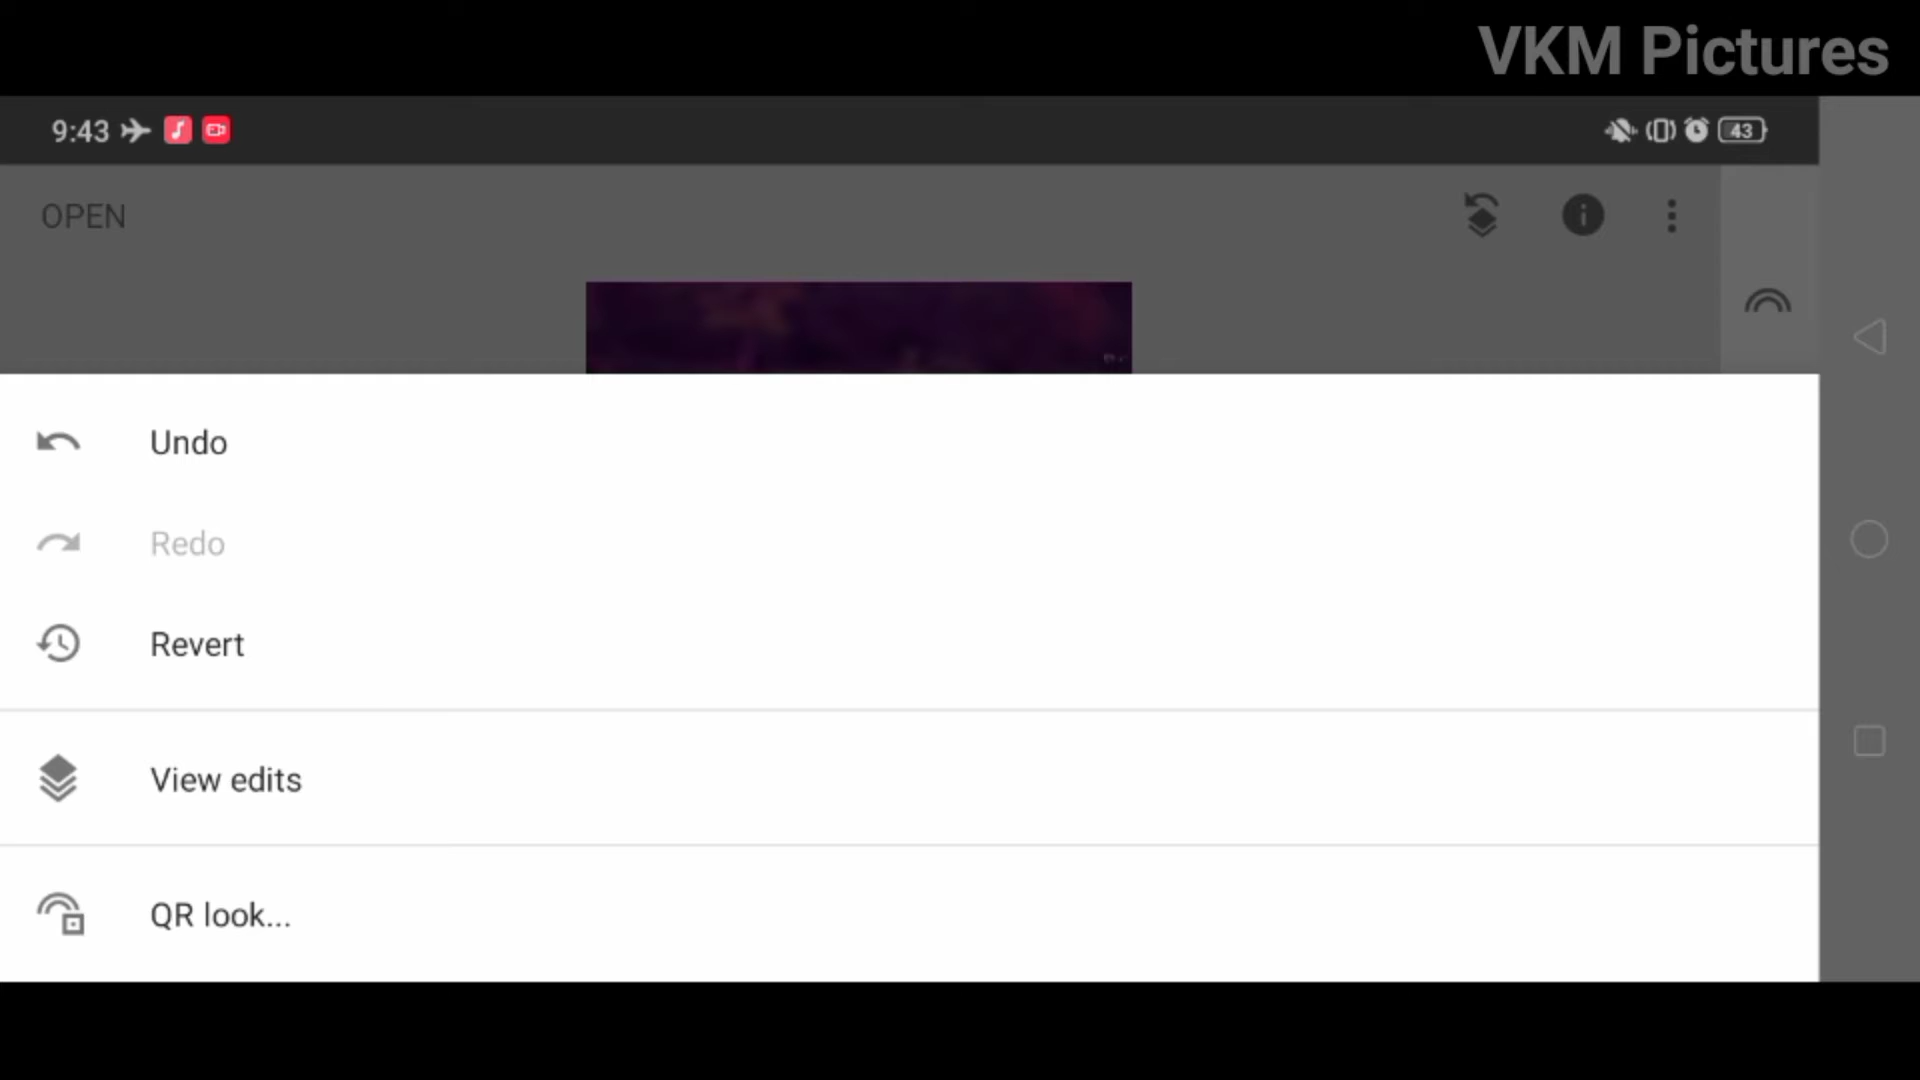 VKM Pictures
9:43
43
OPEN
Undo
Redo
Revert
View edits
QR look...